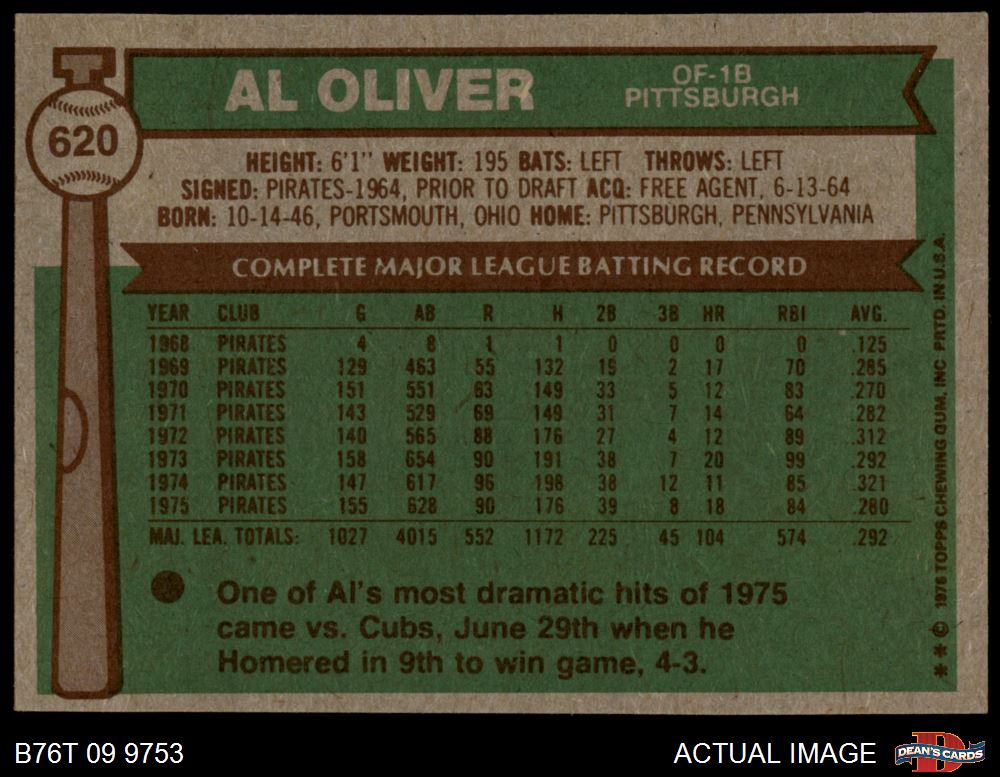 620
AL OLIVER
OF-1B
PITTSBURGH
HEIGHT: 6'1" WEIGHT: 195 BATS: LEFT THROWS: LEFT
SIGNED: PIRATES-1964, PRIOR TO DRAFT ACQ: FREE AGENT, 6-13-64
BORN: 10-14-46, PORTSMOUTH, OHIO HOME: PITTSBURGH, PENNSYLVANIA
COMPLETE MAJOR LEAGUE BATTING RECORD
YEAR CLUB G AB R H 2B 3B HR RBI AVG.
1968 PIRATES 4 8 1 1 0 0 0 0 .125
1969 PIRATES 129 463 55 132 19 2 17 70 .285
1970 PIRATES 151 551 63 149 33 5 12 83 .270
1971 PIRATES 143 529 69 149 31 7 14 64 .282
1972 PIRATES 140 565 88 176 27 4 12 89 .312
1973 PIRATES 158 654 90 191 38 7 20 99 .292
1974 PIRATES 147 617 96 198 38 12 11 85 .321
1975 PIRATES 155 628 90 176 39 8 18 84 .280
MAJ. LEA. TOTALS: 1027 4015 552 1172 225 45 104 574 .292
One of Al's most dramatic hits of 1975
came vs. Cubs, June 29th when he
Homered in 9th to win game, 4-3.
** © 1976 TOPPS CHEWING GUM, INC PRTD. IN U.S.A.
B76T 09 9753
ACTUAL IMAGE
DEAN'S CARDS